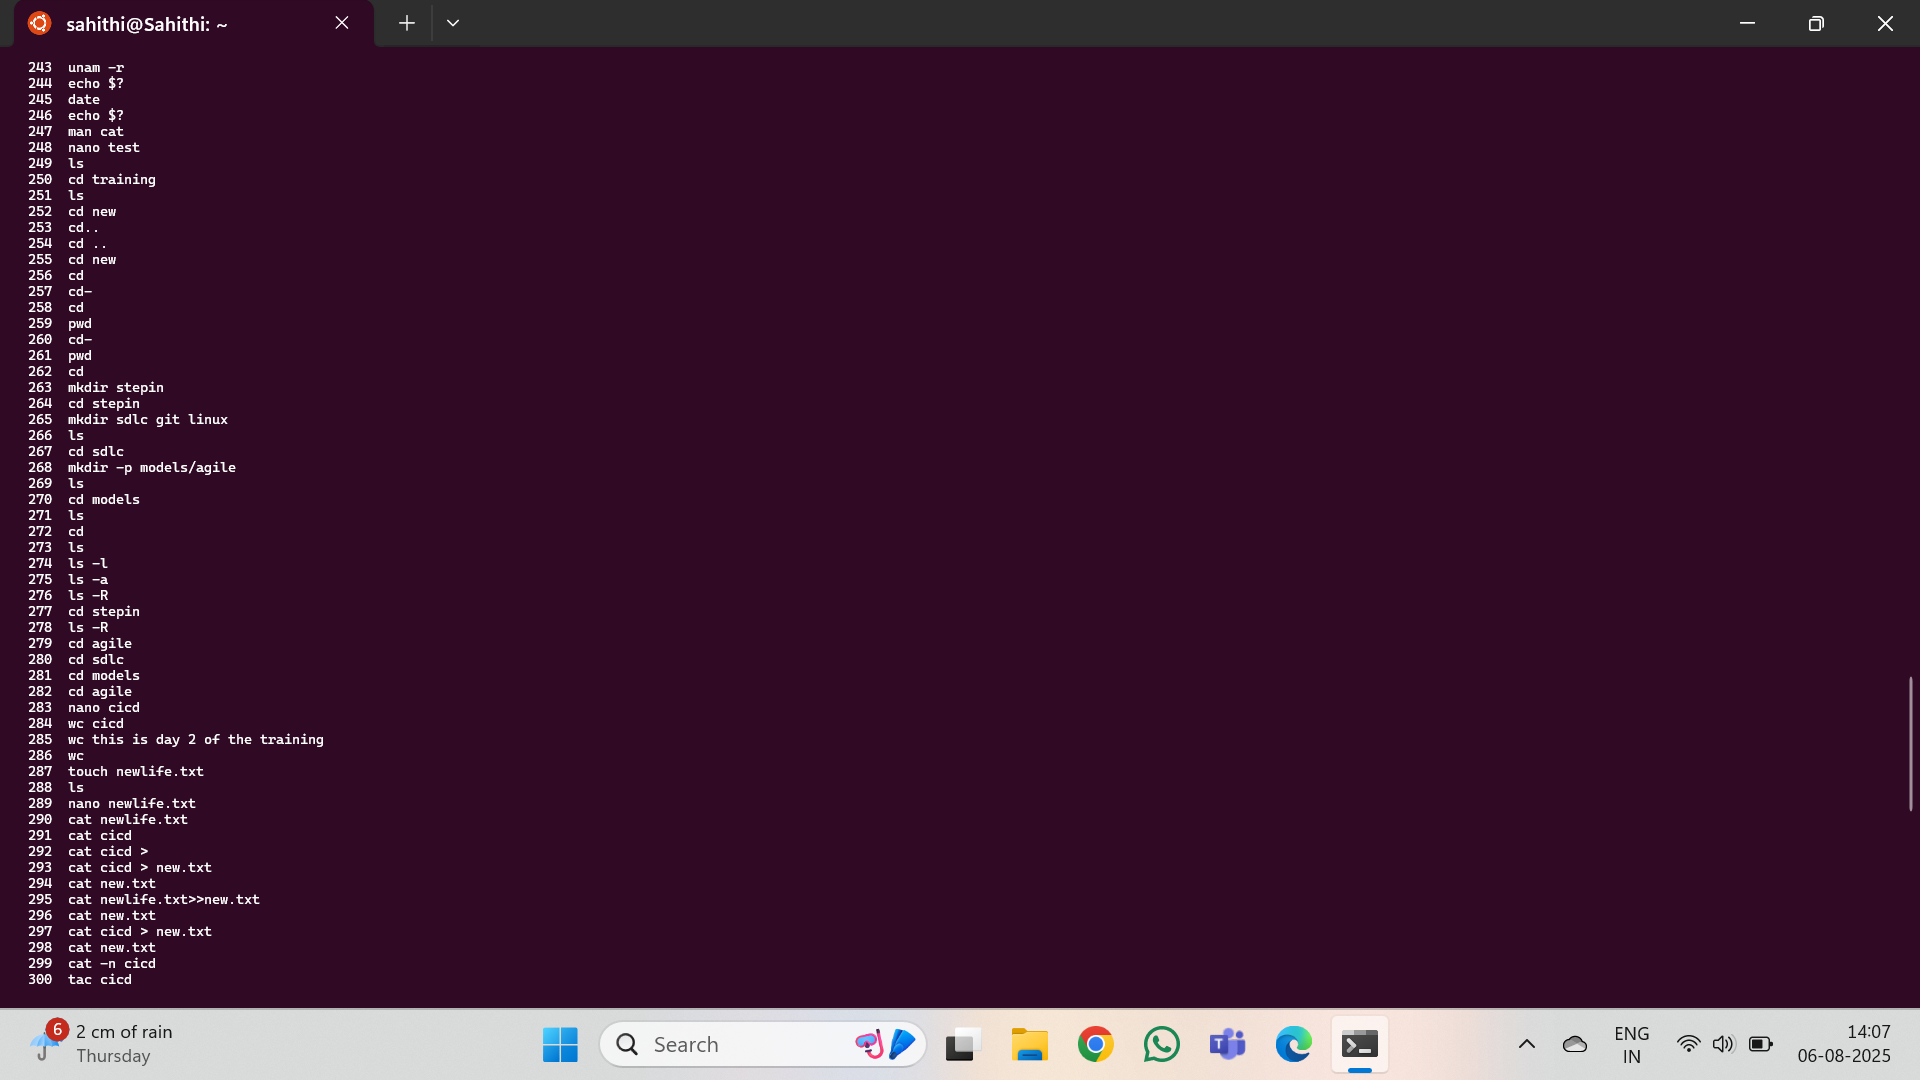 sahithi@Sahithi: ~
243 unam -r
244 echo $?
245 date
246 echo $?
247 man cat
248 nano test
249 ls
250 cd training
251 ls
252 cd new
253 cd..
254 cd ..
255 cd new
256 cd
257 cd-
258 cd
259 pwd
260 cd-
261 pwd
262 cd
263 mkdir stepin
264 cd stepin
265 mkdir sdlc git linux
266 ls
267 cd sdlc
268 mkdir -p models/agile
269 ls
270 cd models
271 ls
272 cd
273 ls
274 ls -l
275 ls -a
276 ls -R
277 cd stepin
278 ls -R
279 cd agile
280 cd sdlc
281 cd models
282 cd agile
283 nano cicd
284 wc cicd
285 wc this is day 2 of the training
286 wc
287 touch newlife.txt
288 ls
289 nano newlife.txt
290 cat newlife.txt
291 cat cicd
292 cat cicd >
293 cat cicd > new.txt
294 cat new.txt
295 cat newlife.txt>>new.txt
296 cat new.txt
297 cat cicd > new.txt
298 cat new.txt
299 cat -n cicd
300 tac cicd
6
2 cm of rain
Thursday
Search
T
ENG
IN
14:07
06-08-2025